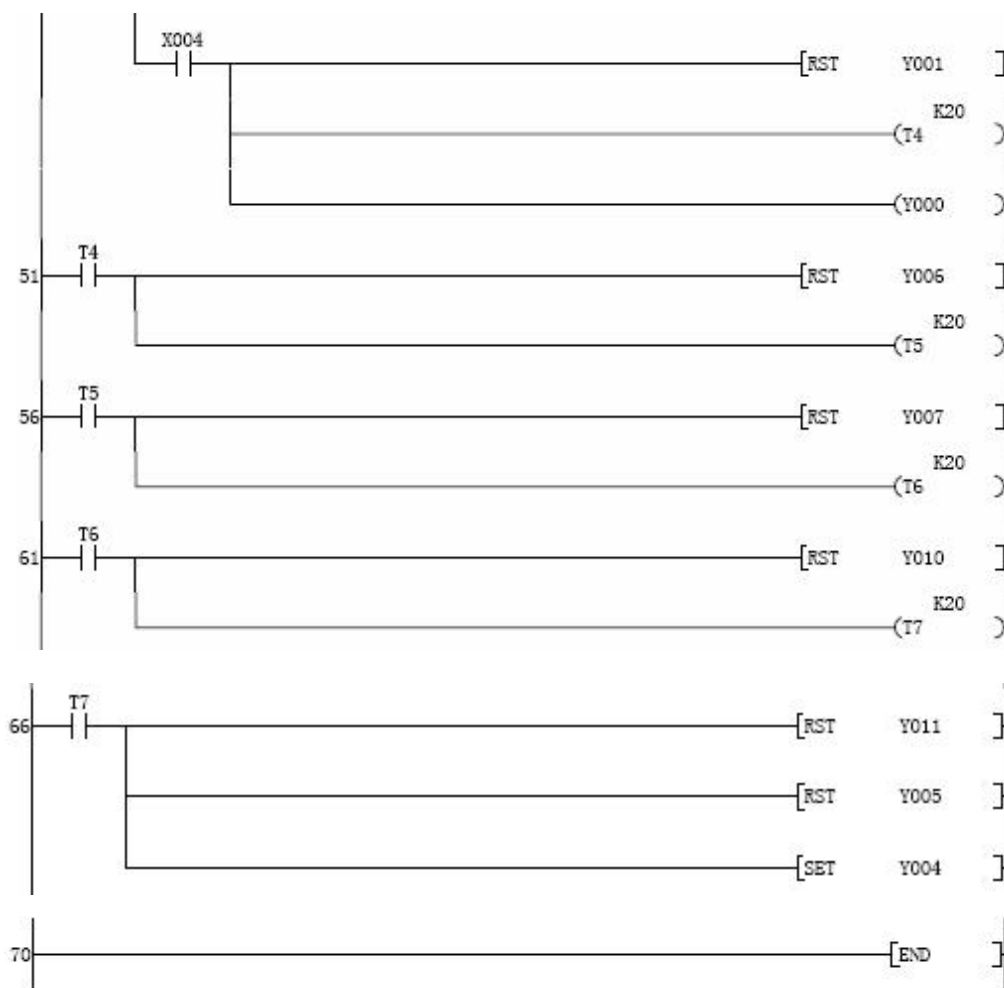 X004
RST Y001
K20
T4
Y000
T4
51
RST Y006
K20
T5
T5
56
RST Y007
K20
T6
T6
61
RST Y010
K20
T7
T7
66
RST Y011
RST Y005
SET Y004
70
END